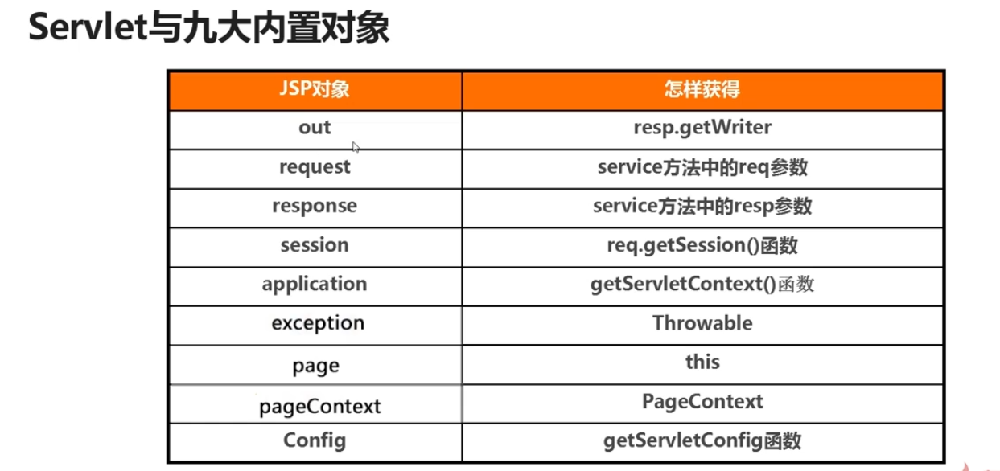 Servlet与九大内置对象
JSP对象 怎样获得
out resp.getWriter
request service方法中的req参数
response service方法中的resp参数
session req.getSession()函数
application getServletContext()函数
exception Throwable
page this
pageContext PageContext
Config getServletConfig函数